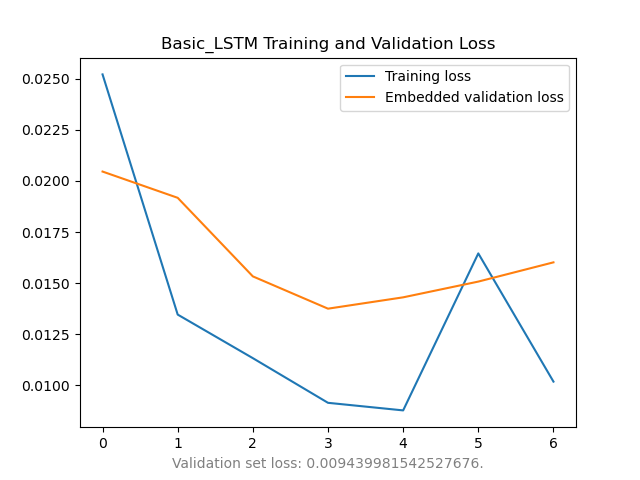 Basic_LSTM Training and Validation Loss
Training loss
Embedded validation loss
0.0250
0.0225
0.0200
0.0175
0.0150
0.0125
0.0100
0 1 2 3 4 5 6
Validation set loss: 0.009439981542527676.